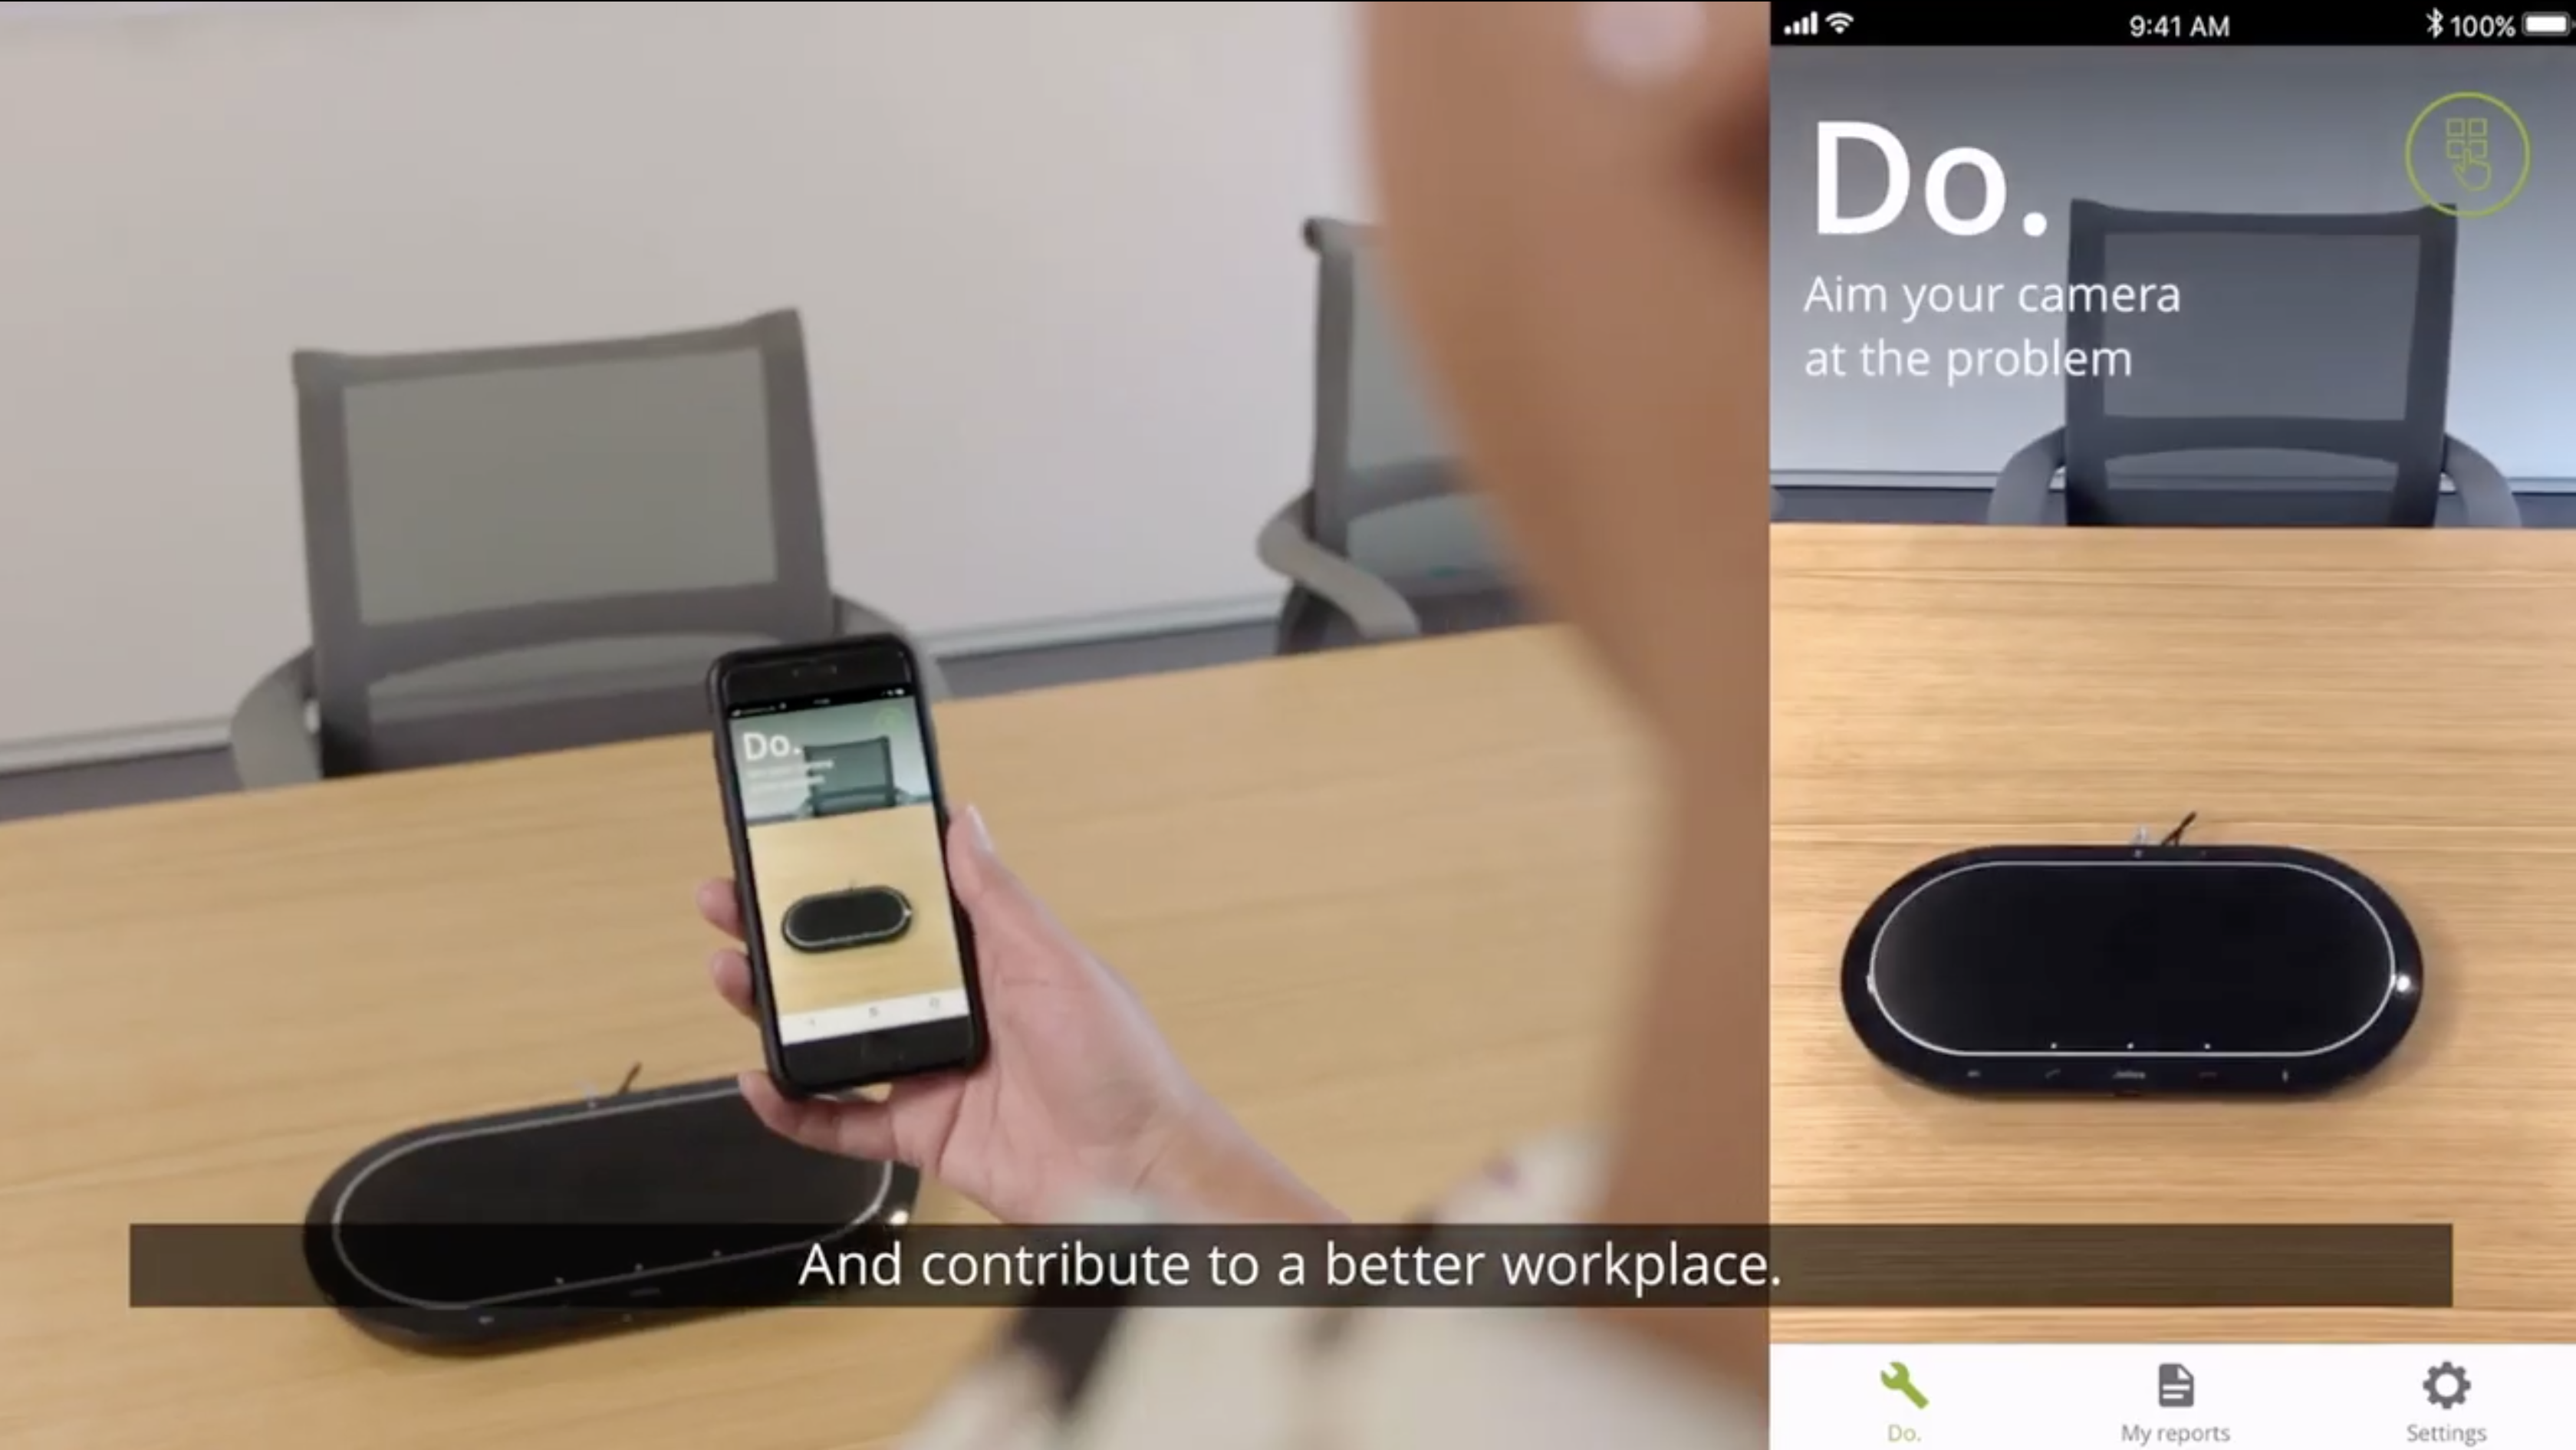 9:41 AM
100%
Do.
Aim your camera
at the problem
Do.
And contribute to a better workplace.
Do.
My reports
Settings